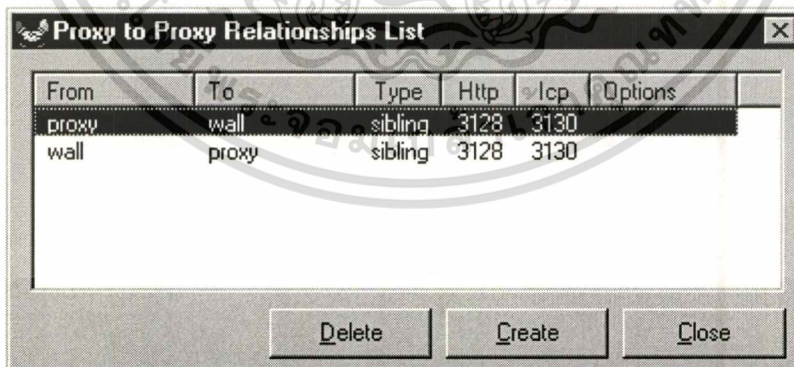 Proxy to Proxy Relationships List
From To Type Http Icp Options
proxy wall sibling 3128 3130
wall proxy sibling 3128 3130
Delete Create Close